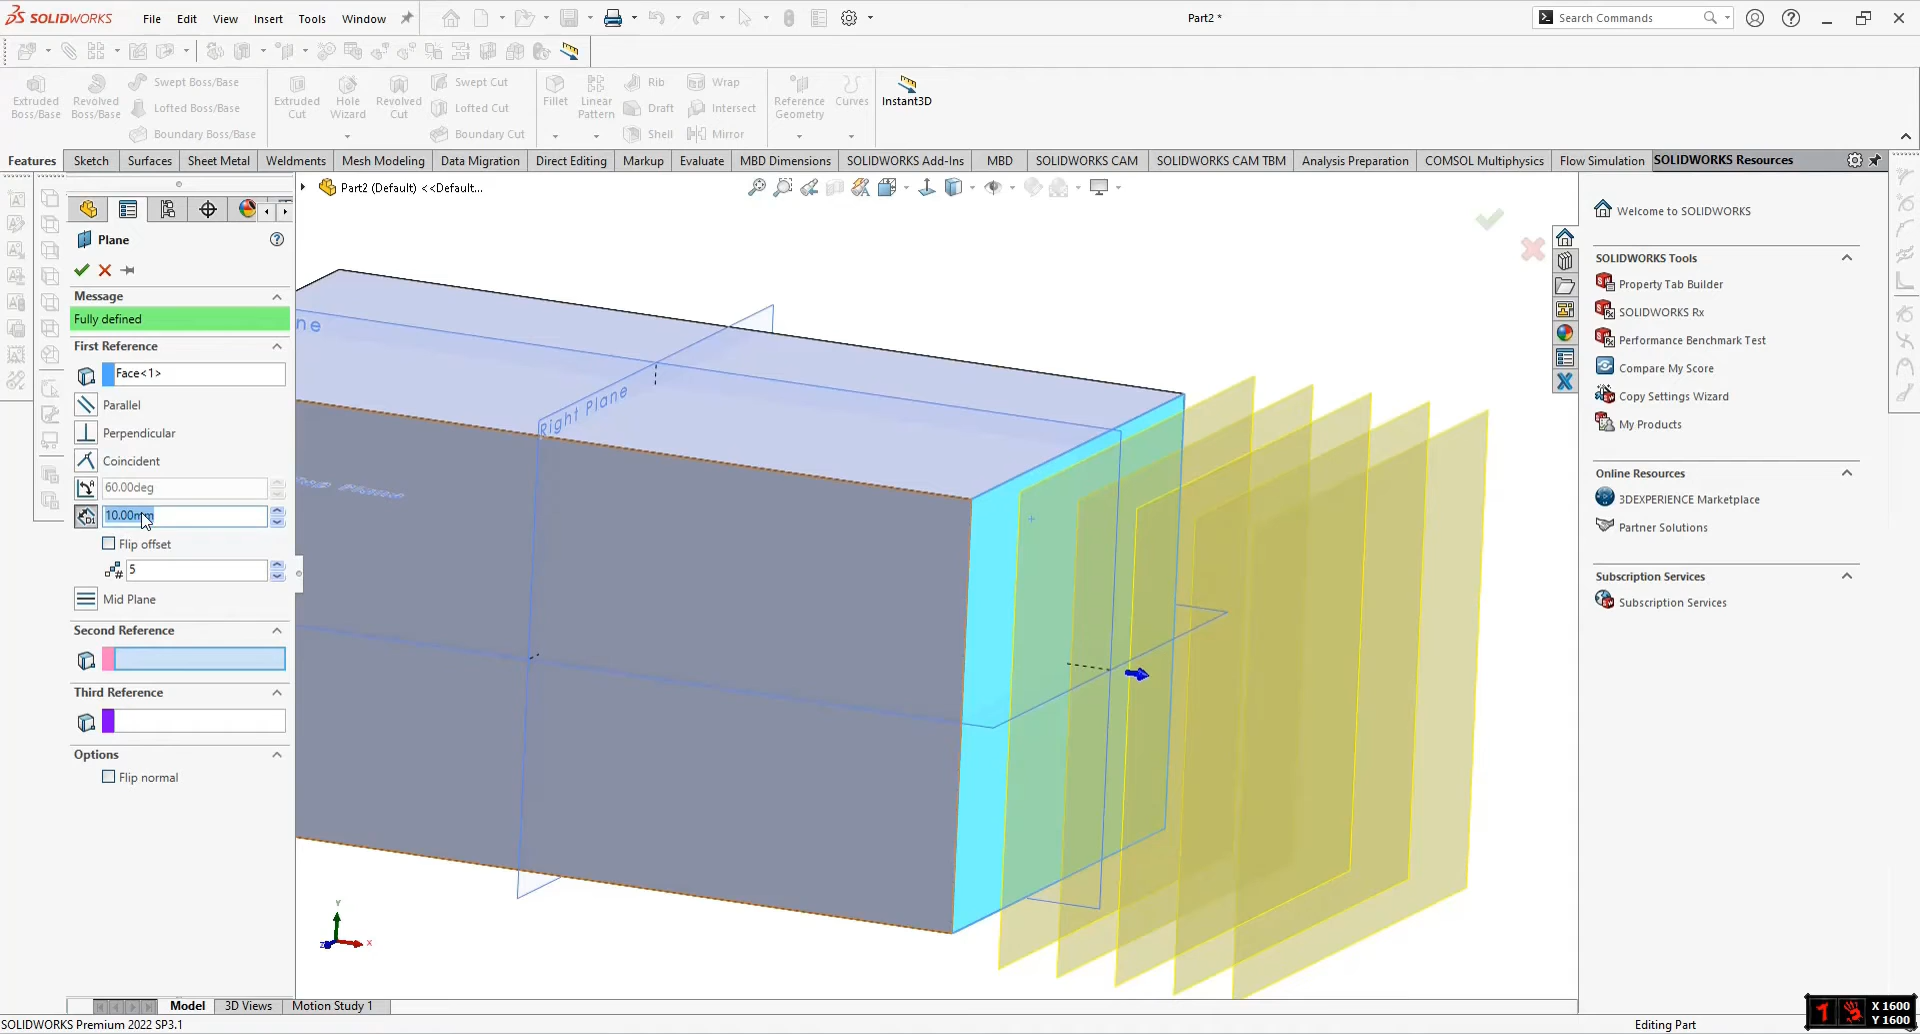 SOLIDWORKS
File Edit View Insert Tools Window
Part2 *
Search Commands
Extruded Boss/Base
Revolved Boss/Base
Swept Boss/Base
Lofted Boss/Base
Boundary Boss/Base
Extruded Cut
Hole Wizard
Revolved Cut
Swept Cut
Lofted Cut
Boundary Cut
Fillet
Linear Pattern
Rib
Draft
Shell
Wrap
Intersect
Mirror
Reference Geometry
Curves
Instant3D
Features Sketch Surfaces Sheet Metal Weldments Mesh Modeling Data Migration Direct Editing Markup Evaluate MBD Dimensions SOLIDWORKS Add-Ins MBD SOLIDWORKS CAM SOLIDWORKS CAM TBM Analysis Preparation COMSOL Multiphysics Flow Simulation
SOLIDWORKS Resources
Part2 (Default) <<Default...
Plane
Message
Fully defined
First Reference
Face<1>
Parallel
Perpendicular
Coincident
60.00deg
10.00mm
Flip offset
5
Mid Plane
Second Reference
Third Reference
Options
Flip normal
ne
Right Plane
Plane
Y
X
Z
Welcome to SOLIDWORKS
SOLIDWORKS Tools
Property Tab Builder
SOLIDWORKS Rx
Performance Benchmark Test
Compare My Score
Copy Settings Wizard
My Products
Online Resources
3DEXPERIENCE Marketplace
Partner Solutions
Subscription Services
Subscription Services
Model 3D Views Motion Study 1
SOLIDWORKS Premium 2022 SP3.1
Editing Part
X 1600
Y 1600